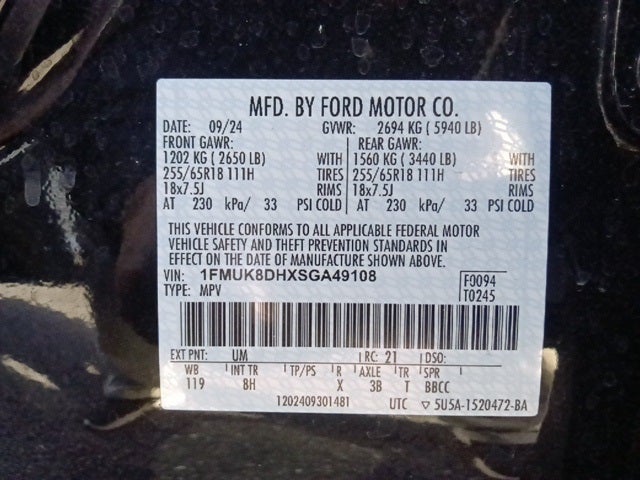 MFD. BY FORD MOTOR CO.
DATE: 09/24 GVWR: 2694 KG ( 5940 LB)
FRONT GAWR: REAR GAWR:
1202 KG ( 2650 LB) WITH 1560 KG ( 3440 LB) WITH
255/65R18 111H TIRES 255/65R18 111H TIRES
18x7.5J RIMS 18x7.5J RIMS
AT 230 kPa/ 33 PSI COLD AT 230 kPa/ 33 PSI COLD
THIS VEHICLE CONFORMS TO ALL APPLICABLE FEDERAL MOTOR
VEHICLE SAFETY AND THEFT PREVENTION STANDARDS IN
EFFECT ON THE DATE OF MANUFACTURE SHOWN ABOVE.
VIN: 1FMUK8DHXSGA49108 F0094
TYPE: MPV T0245
EXT PNT: UM RC: 21 DSO:
WB INT TR TP/PS R AXLE TR SPR
119 8H X 3B T BBCC
1202409301481 UTC ▽ 5U5A-1520472-BA